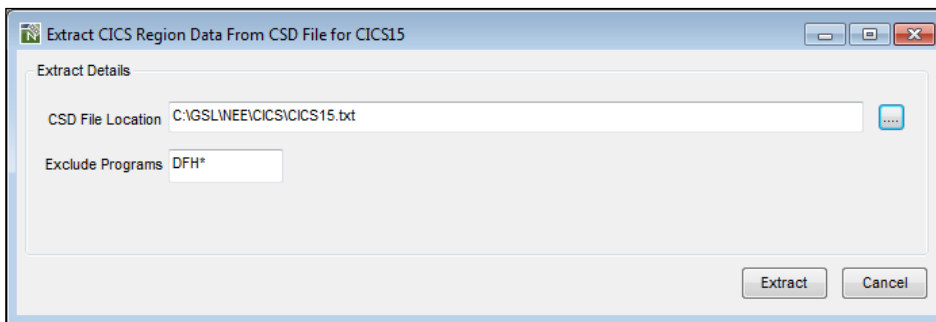 Extract CICS Region Data From CSD File for CICS15
Extract Details
CSD File Location C:\GSL\NEE\CICS\CICS15.txt ....
Exclude Programs DFH*
Extract Cancel